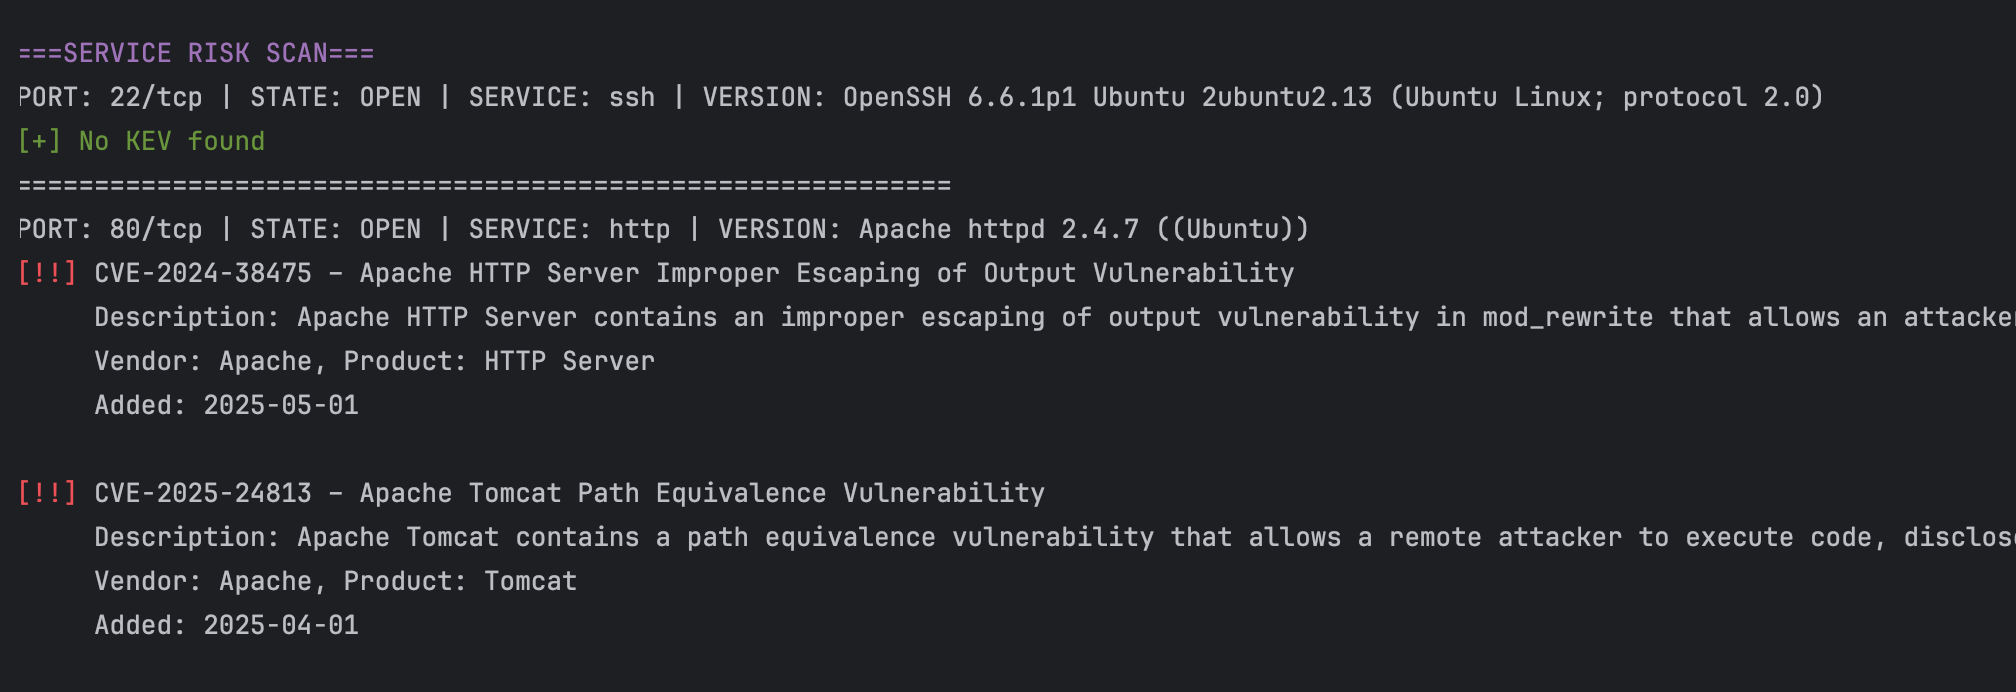 ===SERVICE RISK SCAN===
PORT: 22/tcp | STATE: OPEN | SERVICE: ssh | VERSION: OpenSSH 6.6.1p1 Ubuntu 2ubuntu2.13 (Ubuntu Linux; protocol 2.0)
[+] No KEV found
============================================================
PORT: 80/tcp | STATE: OPEN | SERVICE: http | VERSION: Apache httpd 2.4.7 ((Ubuntu))
[!!] CVE-2024-38475 – Apache HTTP Server Improper Escaping of Output Vulnerability
Description: Apache HTTP Server contains an improper escaping of output vulnerability in mod_rewrite that allows an attacker
Vendor: Apache, Product: HTTP Server
Added: 2025-05-01
[!!] CVE-2025-24813 – Apache Tomcat Path Equivalence Vulnerability
Description: Apache Tomcat contains a path equivalence vulnerability that allows a remote attacker to execute code,
Vendor: Apache, Product: Tomcat
Added: 2025-04-01